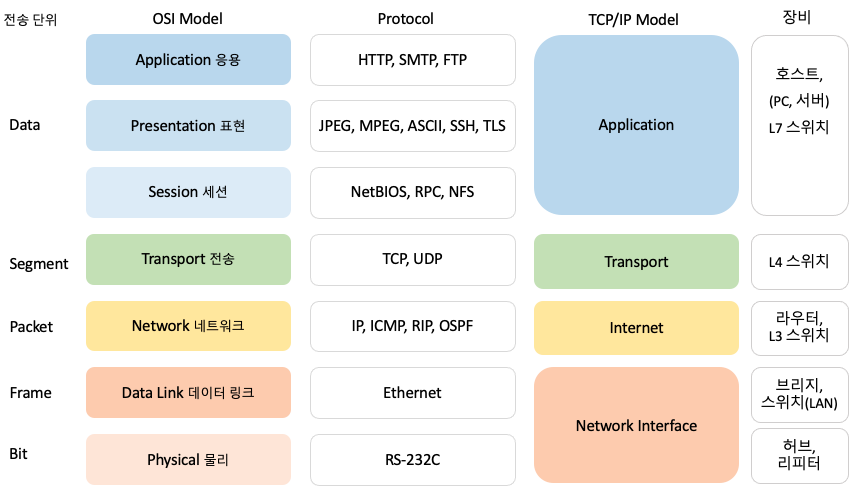 전송 단위 OSI Model Protocol TCP/IP Model 장비
Application 응용 HTTP, SMTP, FTP
Data Presentation 표현 JPEG, MPEG, ASCII, SSH, TLS Application
호스트,
(PC, 서버)
L7 스위치
Session 세션 NetBIOS, RPC, NFS
Segment Transport 전송 TCP, UDP Transport L4 스위치
Packet Network 네트워크 IP, ICMP, RIP, OSPF Internet
라우터,
L3 스위치
Frame Data Link 데이터 링크 Ethernet
브리지,
스위치(LAN)
Network Interface
Bit Physical 물리 RS-232C
허브,
리피터